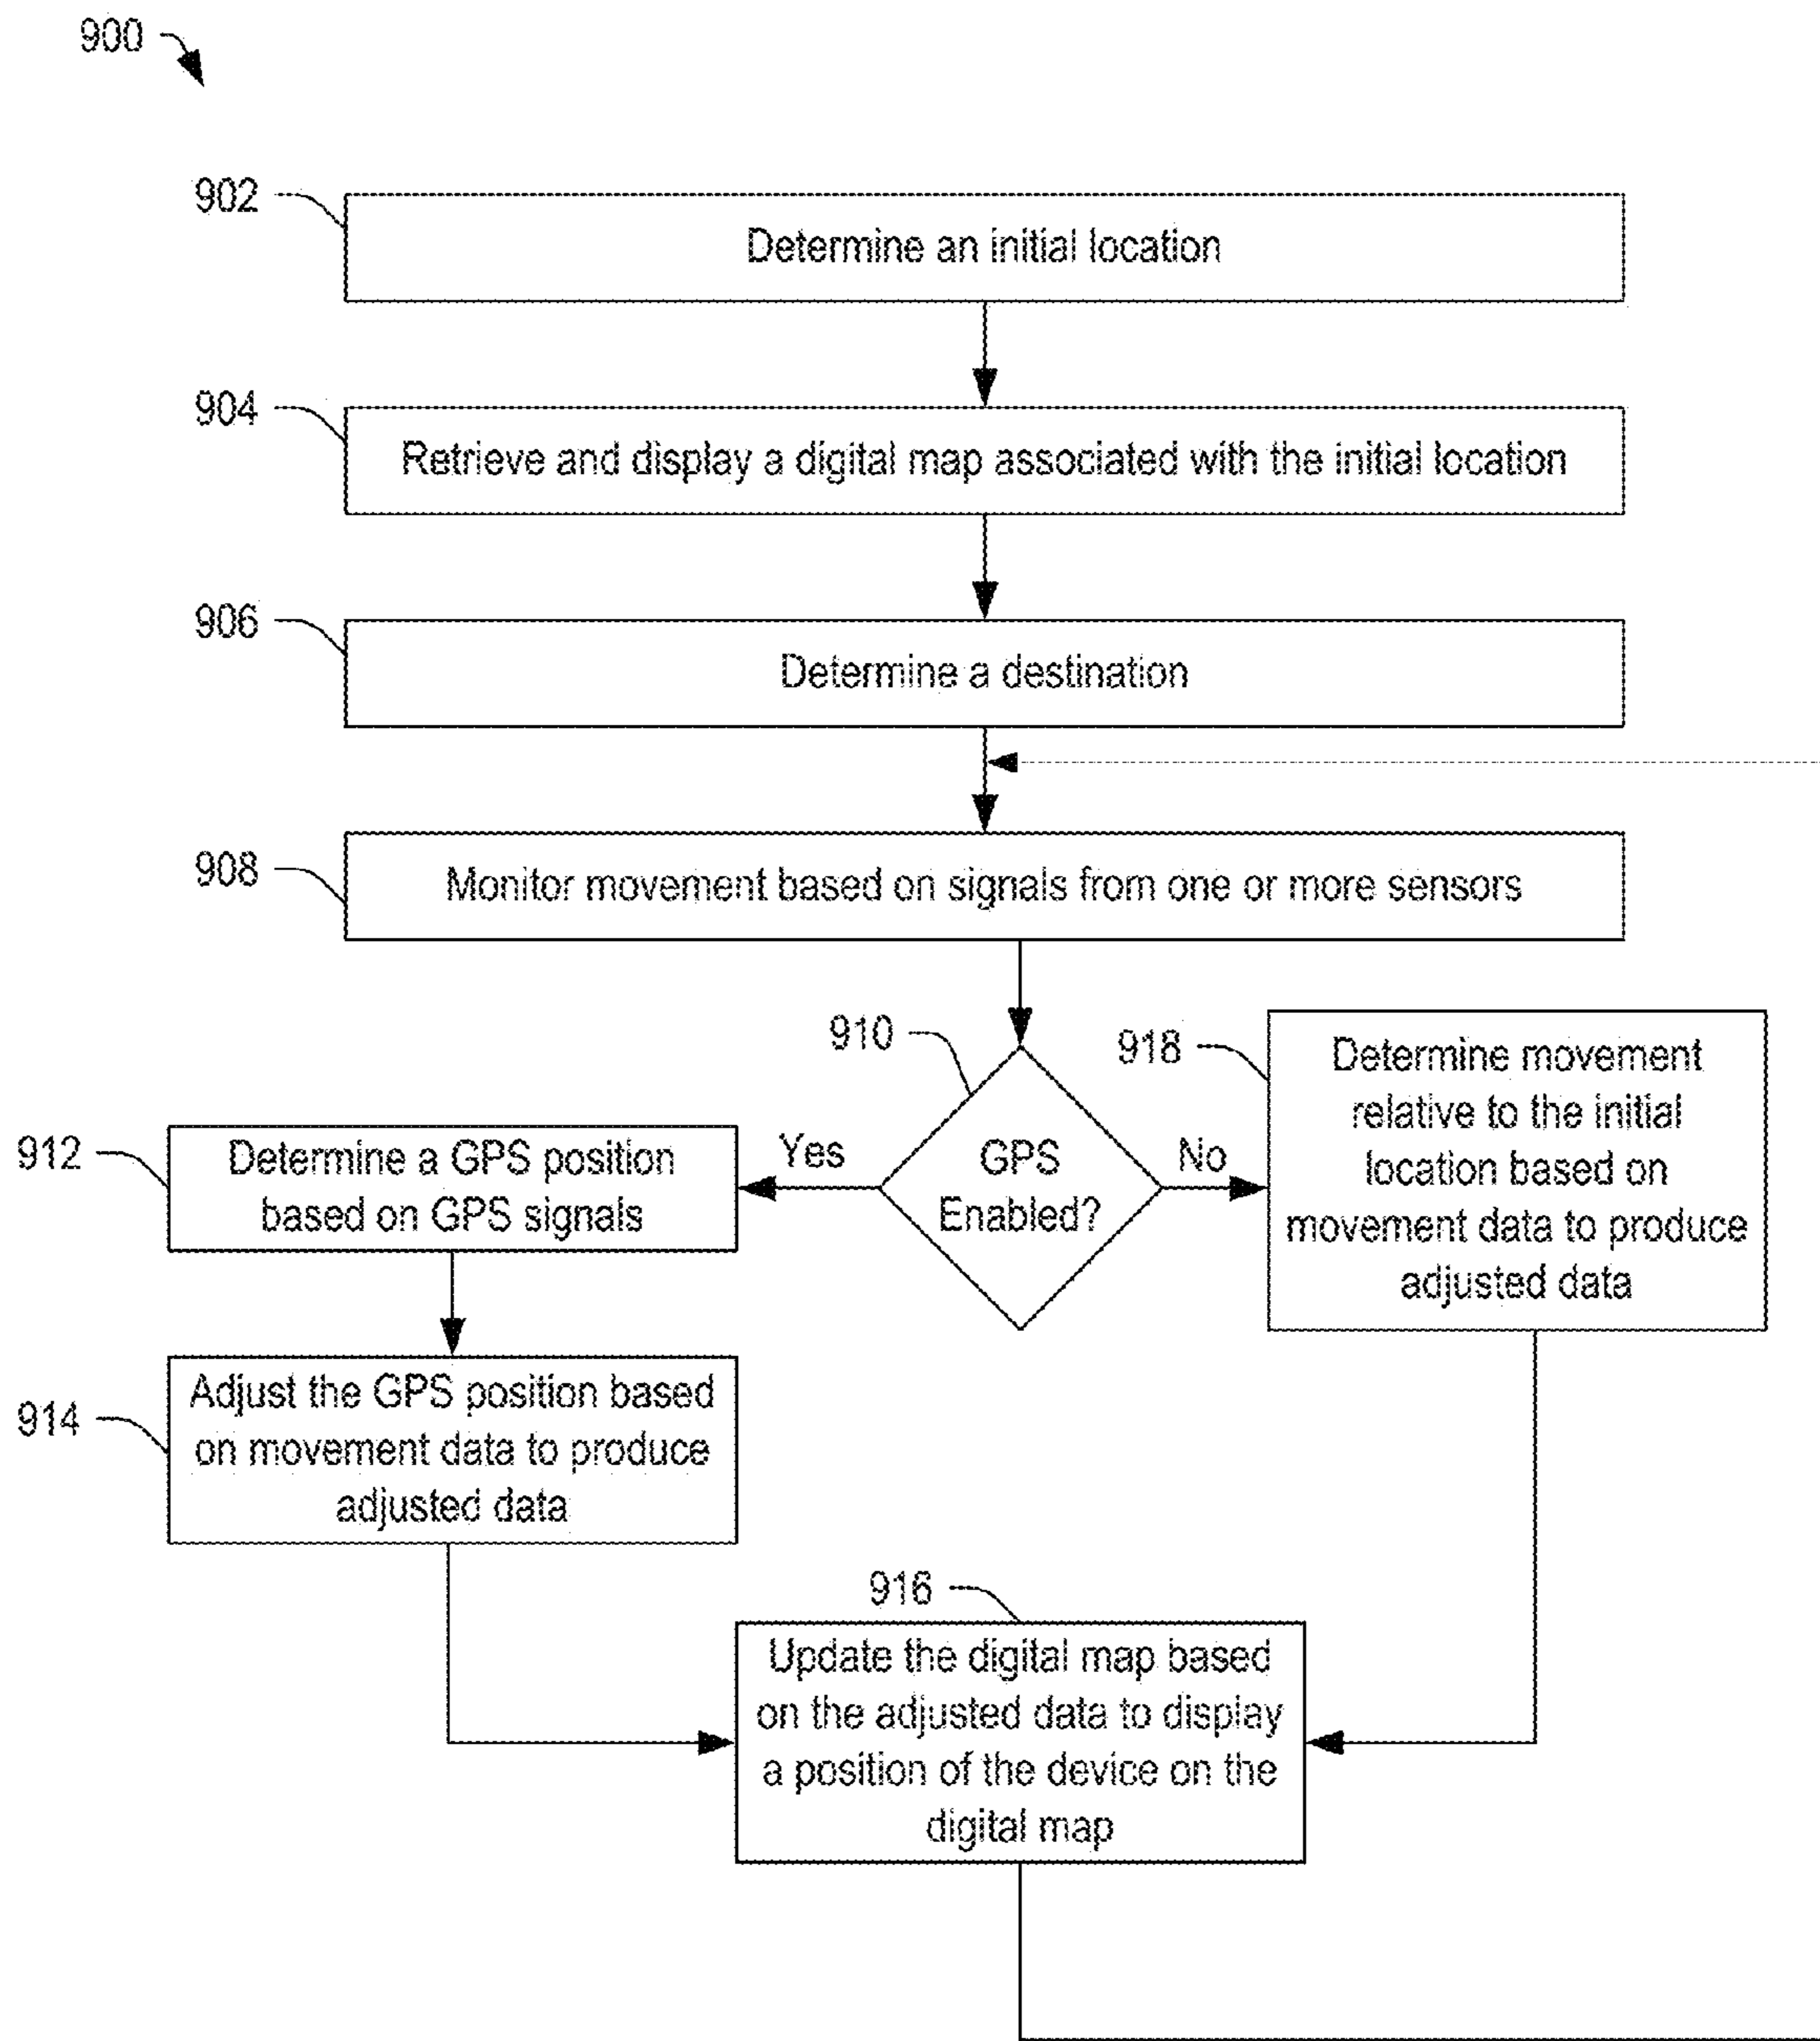 900
902
Determine an initial location
904
Retrieve and display a digital map associated with the initial location
906
Determine a destination
908
Monitor movement based on signals from one or more sensors
910
GPS
Enabled?
Yes
No
912
Determine a GPS position
based on GPS signals
918
Determine movement
relative to the initial
location based on
movement data to produce
adjusted data
914
Adjust the GPS position based
on movement data to produce
adjusted data
916
Update the digital map based
on the adjusted data to display
a position of the device on the
digital map